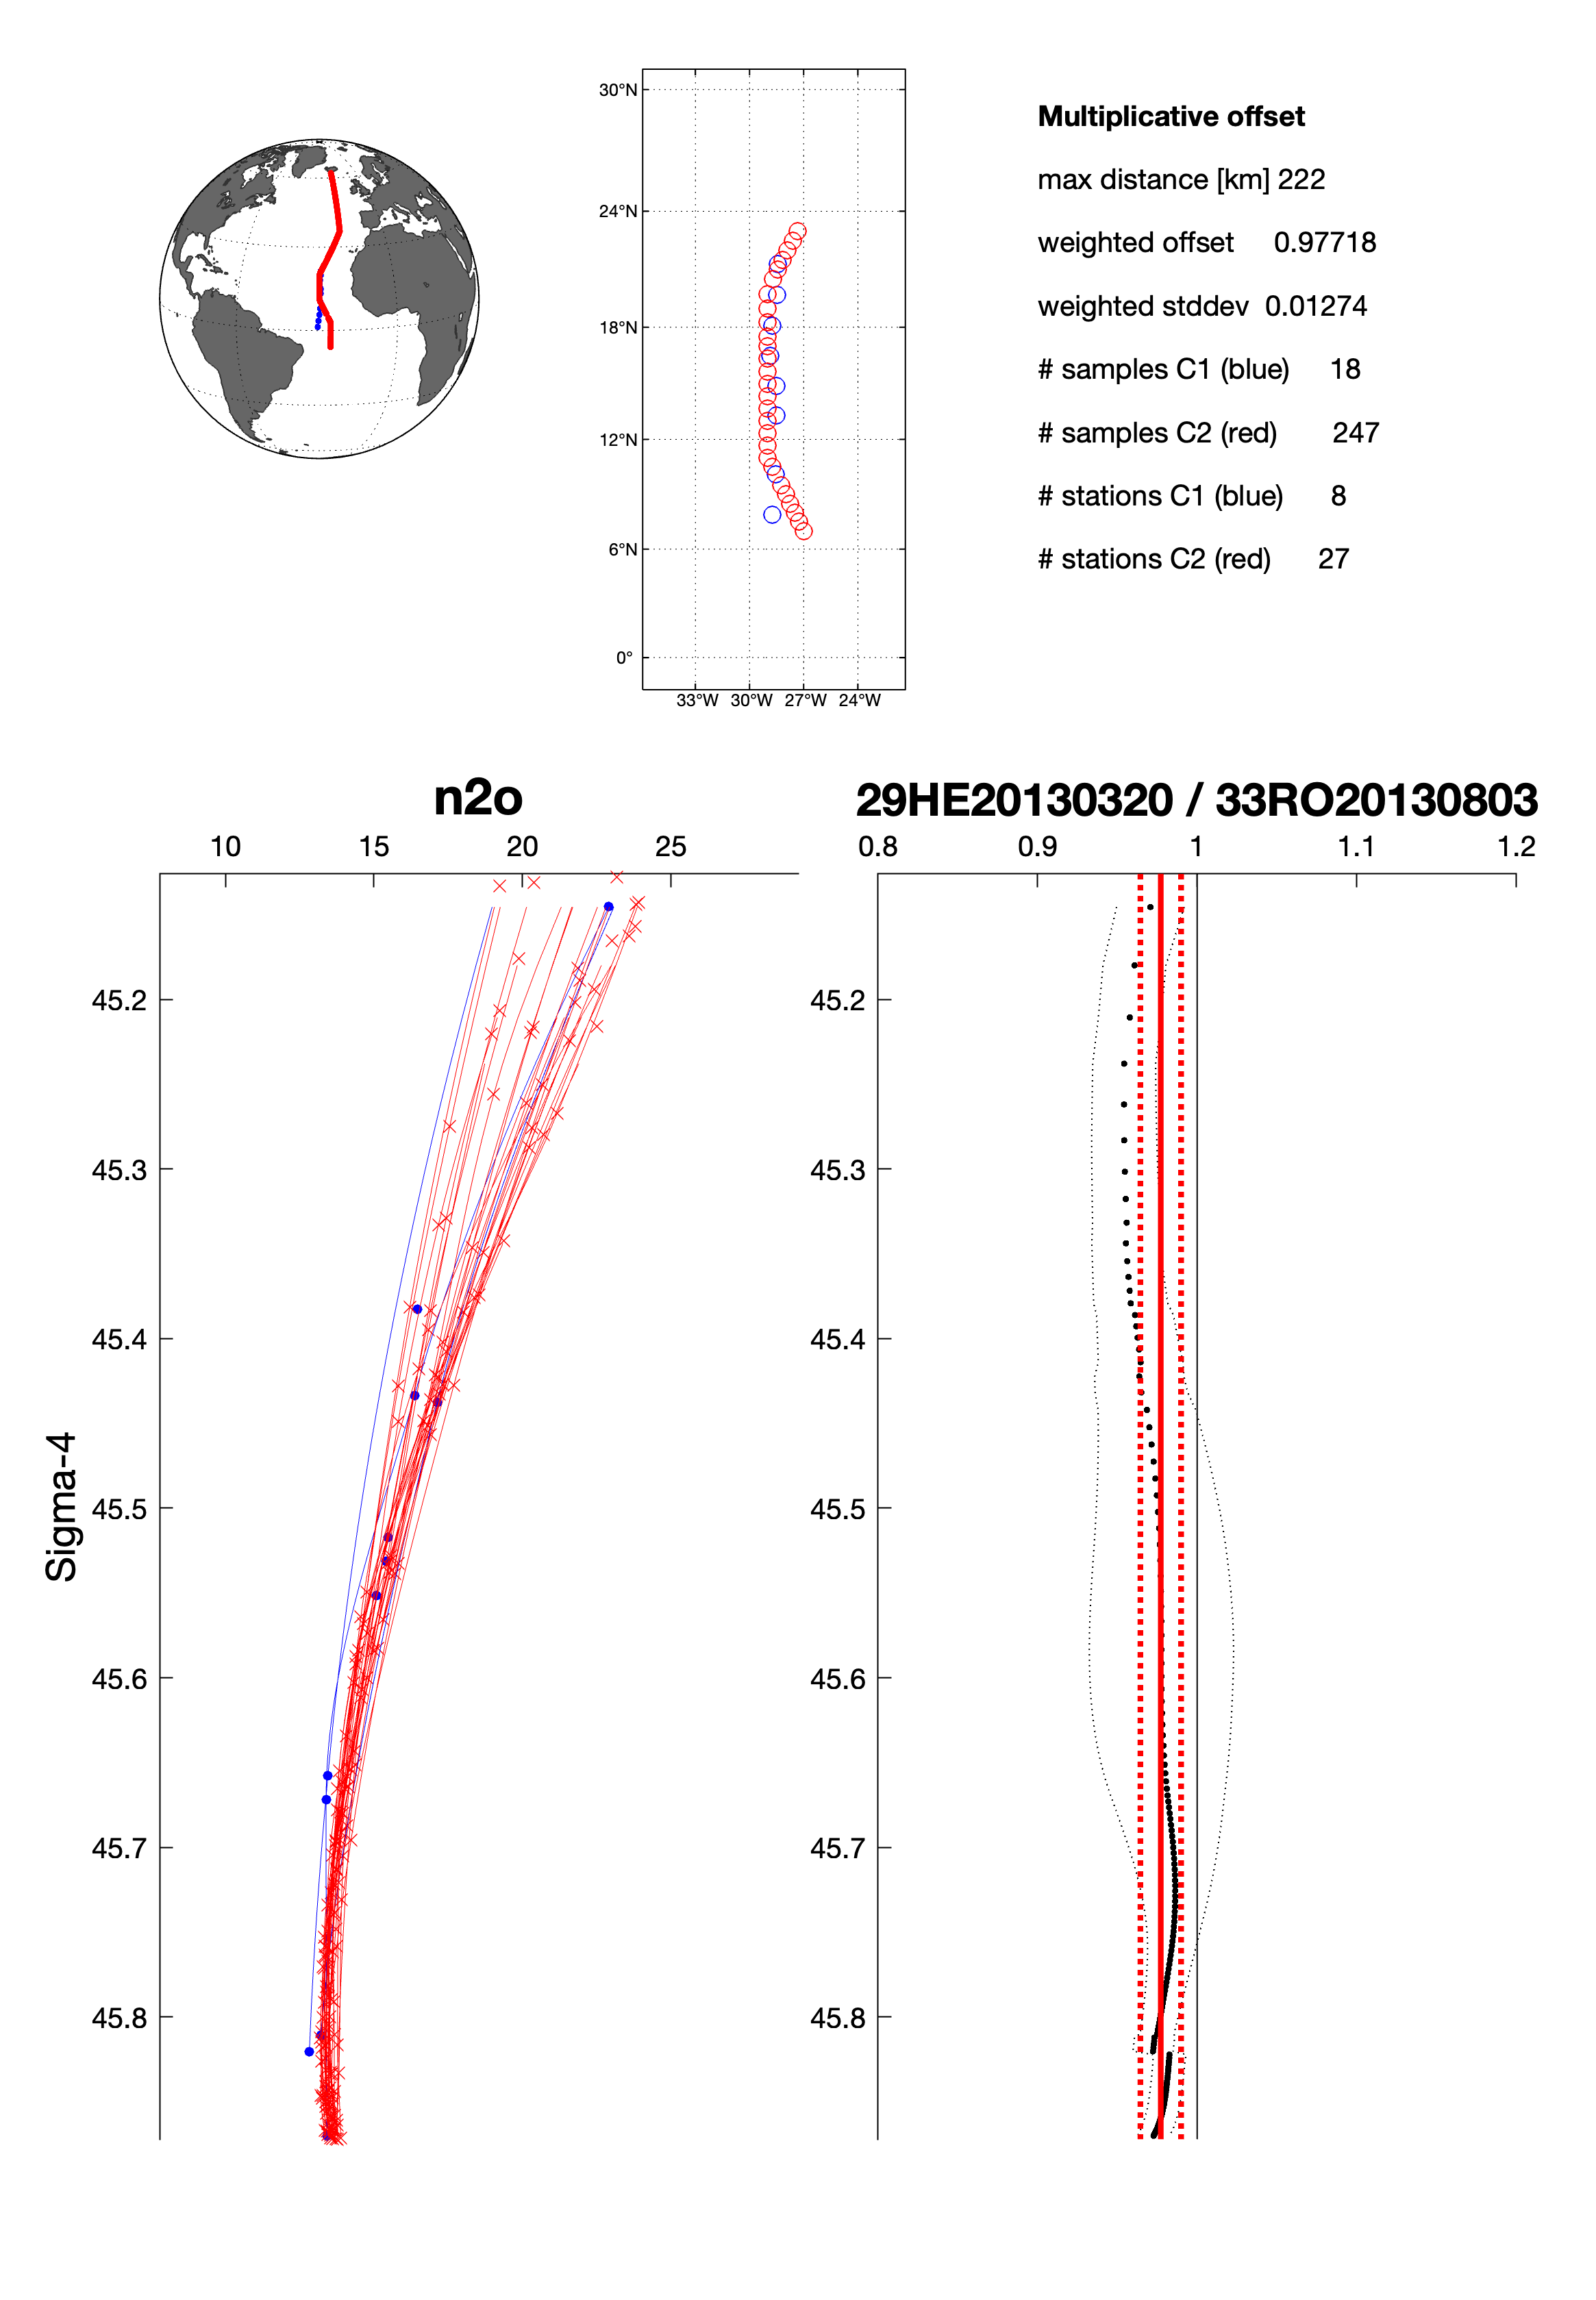 30°N
24°N
18°N
12°N
6°N
0°
33°W 30°W 27°W 24°W
Multiplicative offset
max distance [km] 222
weighted offset 0.97718
weighted stddev 0.01274
# samples C1 (blue) 18
# samples C2 (red) 247
# stations C1 (blue) 8
# stations C2 (red) 27
n2o
10 15 20 25
Sigma-4
45.2
45.3
45.4
45.5
45.6
45.7
45.8
29HE20130320 / 33RO20130803
0.8 0.9 1 1.1 1.2
45.2
45.3
45.4
45.5
45.6
45.7
45.8